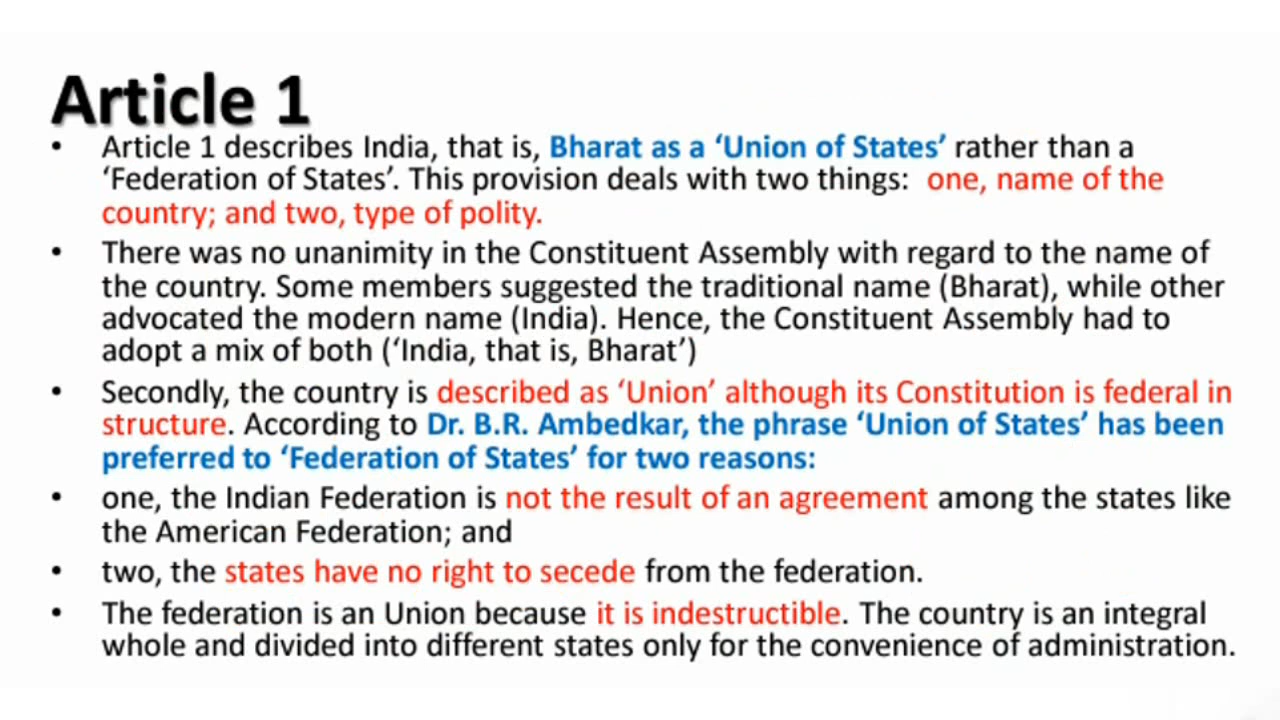 Article 1
• Article 1 describes India, that is, Bharat as a ‘Union of States’ rather than a
‘Federation of States’. This provision deals with two things: one, name of the
country; and two, type of polity.
• There was no unanimity in the Constituent Assembly with regard to the name of
the country. Some members suggested the traditional name (Bharat), while other
advocated the modern name (India). Hence, the Constituent Assembly had to
adopt a mix of both (‘India, that is, Bharat’)
• Secondly, the country is described as ‘Union’ although its Constitution is federal in
structure. According to Dr. B.R. Ambedkar, the phrase ‘Union of States’ has been
preferred to ‘Federation of States’ for two reasons:
• one, the Indian Federation is not the result of an agreement among the states like
the American Federation; and
• two, the states have no right to secede from the federation.
• The federation is an Union because it is indestructible. The country is an integral
whole and divided into different states only for the convenience of administration.